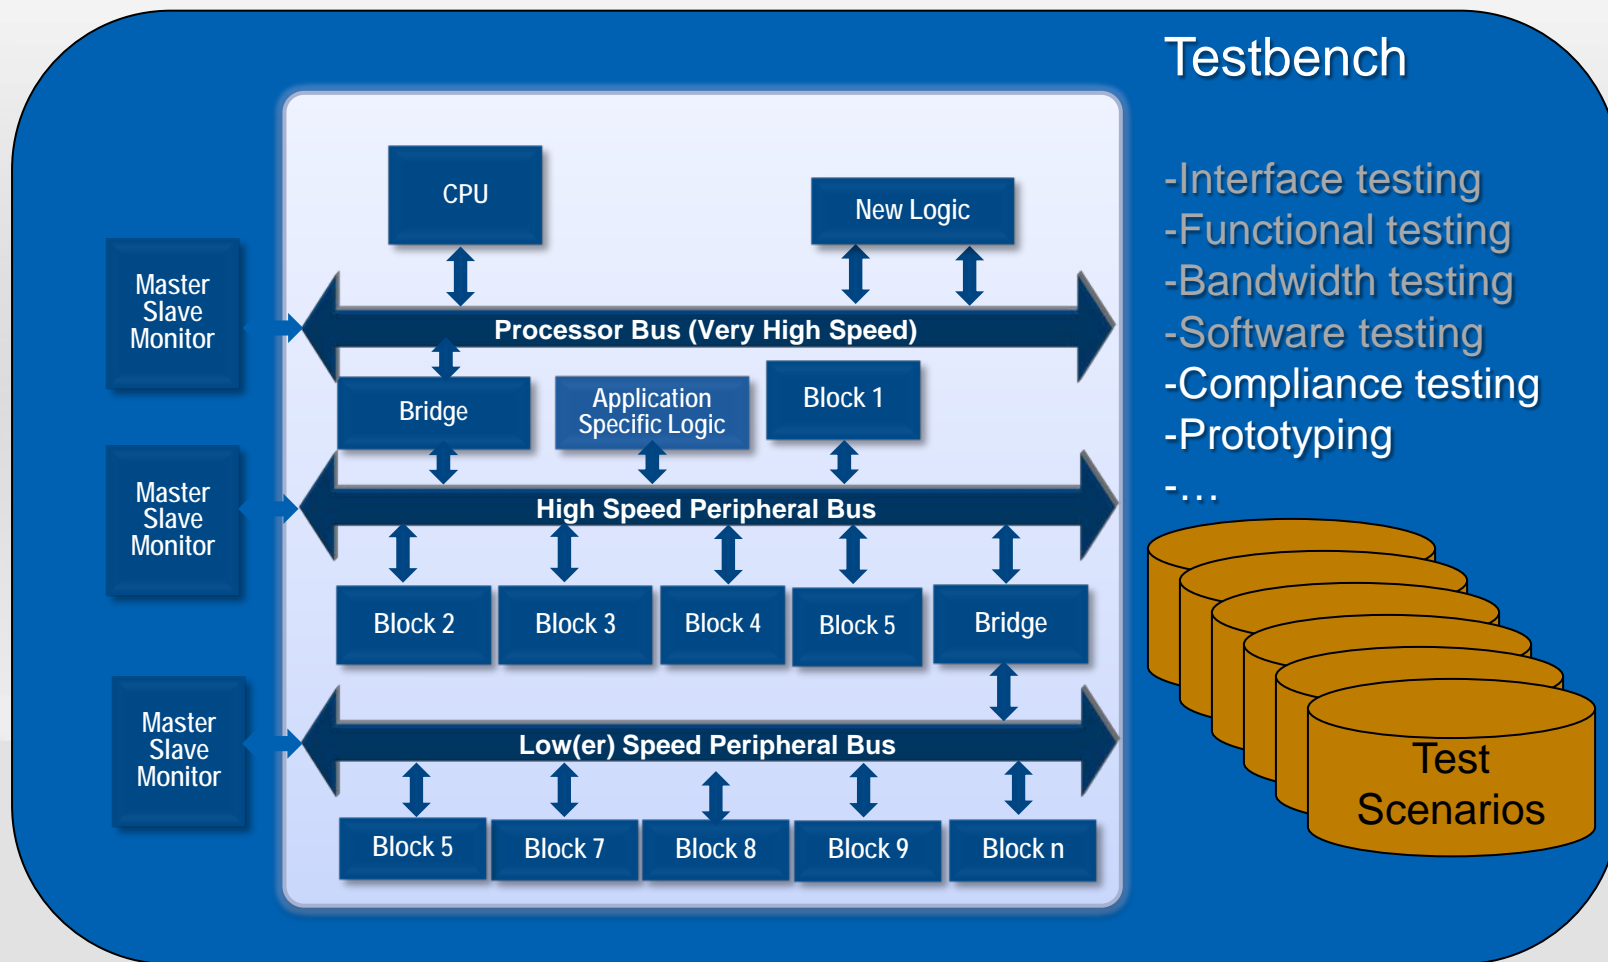 Testbench
-Interface testing
-Functional testing
-Bandwidth testing
-Software testing
-Compliance testing
-Prototyping
-...
CPU
New Logic
Master
Slave
Monitor
Processor Bus (Very High Speed)
Bridge
Application
Specific Logic
Block 1
Master
Slave
Monitor
High Speed Peripheral Bus
Block 2
Block 3
Block 4
Block 5
Bridge
Master
Slave
Monitor
Low(er) Speed Peripheral Bus
Block 5
Block 7
Block 8
Block 9
Block n
Test
Scenarios